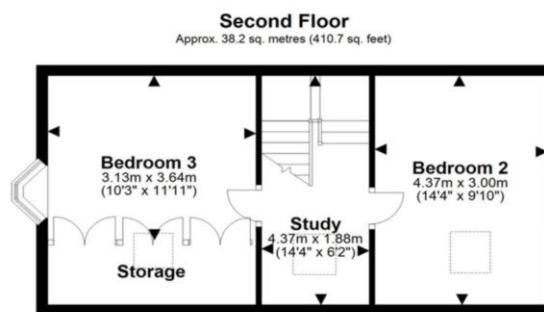 Second Floor
Approx. 38.2 sq. metres (410.7 sq. feet)
Bedroom 3
3.13m x 3.64m
(10'3" x 11'11")
Bedroom 2
4.37m x 3.00m
(14'4" x 9'10")
Study
4.37m x 1.88m
(14'4" x 6'2")
Storage